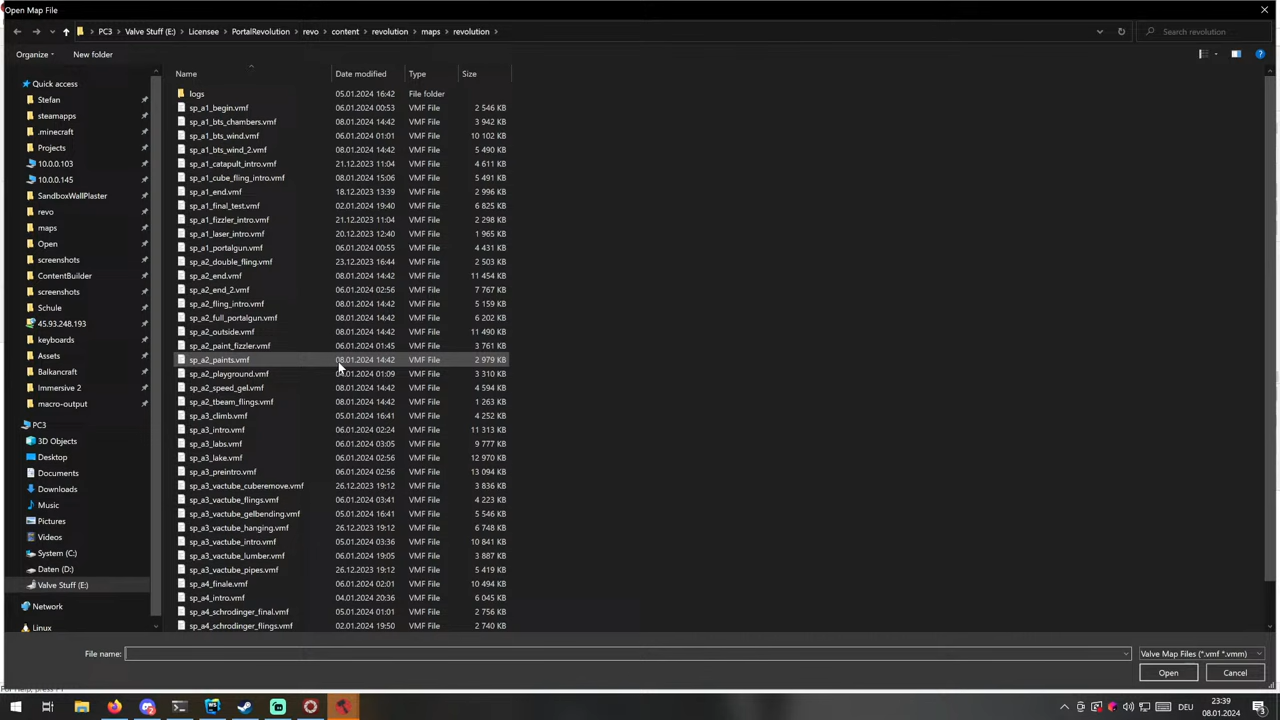 Open Map File
PC3 > Valve Stuff (E:) > Licensee > PortalRevolution > revo > content > revolution > maps > revolution >
Search revolution
Organize
New folder
Name Date modified Type Size
Quick access
Stefan
steamapps
.minecraft
Projects
10.0.0.103
10.0.0.145
SandboxWallPlaster
revo
maps
Open
screenshots
ContentBuilder
screenshots
Schule
45.93.248.193
keyboards
Assets
Balkancraft
Immersive 2
macro-output
PC3
3D Objects
Desktop
Documents
Downloads
Music
Pictures
Videos
System (C:)
Daten (D:)
Valve Stuff (E:)
Network
Linux
logs 05.01.2024 16:42 File folder
sp_a1_begin.vmf 06.01.2024 00:53 VMF File 2 546 KB
sp_a1_bts_chambers.vmf 08.01.2024 14:42 VMF File 3 942 KB
sp_a1_bts_wind.vmf 06.01.2024 01:01 VMF File 10 102 KB
sp_a1_bts_wind_2.vmf 08.01.2024 14:42 VMF File 5 490 KB
sp_a1_catapult_intro.vmf 21.12.2023 11:04 VMF File 4 611 KB
sp_a1_cube_fling_intro.vmf 08.01.2024 15:06 VMF File 5 491 KB
sp_a1_end.vmf 18.12.2023 13:39 VMF File 2 996 KB
sp_a1_final_test.vmf 02.01.2024 19:40 VMF File 6 825 KB
sp_a1_fizzler_intro.vmf 21.12.2023 11:04 VMF File 2 298 KB
sp_a1_laser_intro.vmf 20.12.2023 12:40 VMF File 1 965 KB
sp_a1_portalgun.vmf 06.01.2024 00:55 VMF File 4 431 KB
sp_a2_double_fling.vmf 23.12.2023 16:44 VMF File 2 503 KB
sp_a2_end.vmf 08.01.2024 14:42 VMF File 11 454 KB
sp_a2_end_2.vmf 06.01.2024 02:56 VMF File 7 767 KB
sp_a2_fling_intro.vmf 08.01.2024 14:42 VMF File 5 159 KB
sp_a2_full_portalgun.vmf 08.01.2024 14:42 VMF File 6 202 KB
sp_a2_outside.vmf 08.01.2024 14:42 VMF File 11 490 KB
sp_a2_paint_fizzler.vmf 06.01.2024 01:45 VMF File 3 761 KB
sp_a2_paints.vmf 08.01.2024 14:42 VMF File 2 979 KB
sp_a2_playground.vmf .01.2024 01:09 VMF File 3 310 KB
sp_a2_speed_gel.vmf 08.01.2024 14:42 VMF File 4 594 KB
sp_a2_tbeam_flings.vmf 08.01.2024 14:42 VMF File 1 263 KB
sp_a3_climb.vmf 05.01.2024 16:41 VMF File 4 252 KB
sp_a3_intro.vmf 06.01.2024 02:24 VMF File 11 313 KB
sp_a3_labs.vmf 06.01.2024 03:05 VMF File 9 777 KB
sp_a3_lake.vmf 06.01.2024 02:56 VMF File 12 970 KB
sp_a3_preintro.vmf 06.01.2024 02:56 VMF File 13 094 KB
sp_a3_vactube_cuberemove.vmf 26.12.2023 19:12 VMF File 3 836 KB
sp_a3_vactube_flings.vmf 06.01.2024 03:41 VMF File 4 223 KB
sp_a3_vactube_gelbending.vmf 05.01.2024 16:41 VMF File 5 546 KB
sp_a3_vactube_hanging.vmf 26.12.2023 19:12 VMF File 6 748 KB
sp_a3_vactube_intro.vmf 05.01.2024 03:36 VMF File 10 841 KB
sp_a3_vactube_lumber.vmf 06.01.2024 19:05 VMF File 3 887 KB
sp_a3_vactube_pipes.vmf 26.12.2023 19:12 VMF File 5 419 KB
sp_a4_finale.vmf 06.01.2024 02:01 VMF File 10 494 KB
sp_a4_intro.vmf 04.01.2024 20:36 VMF File 6 045 KB
sp_a4_schrodinger_final.vmf 05.01.2024 01:01 VMF File 2 756 KB
sp_a4_schrodinger_flings.vmf 02.01.2024 19:50 VMF File 2 740 KB
File name:
Valve Map Files (*.vmf *.vmm)
Open
Cancel
DEU
23:39
08.01.2024